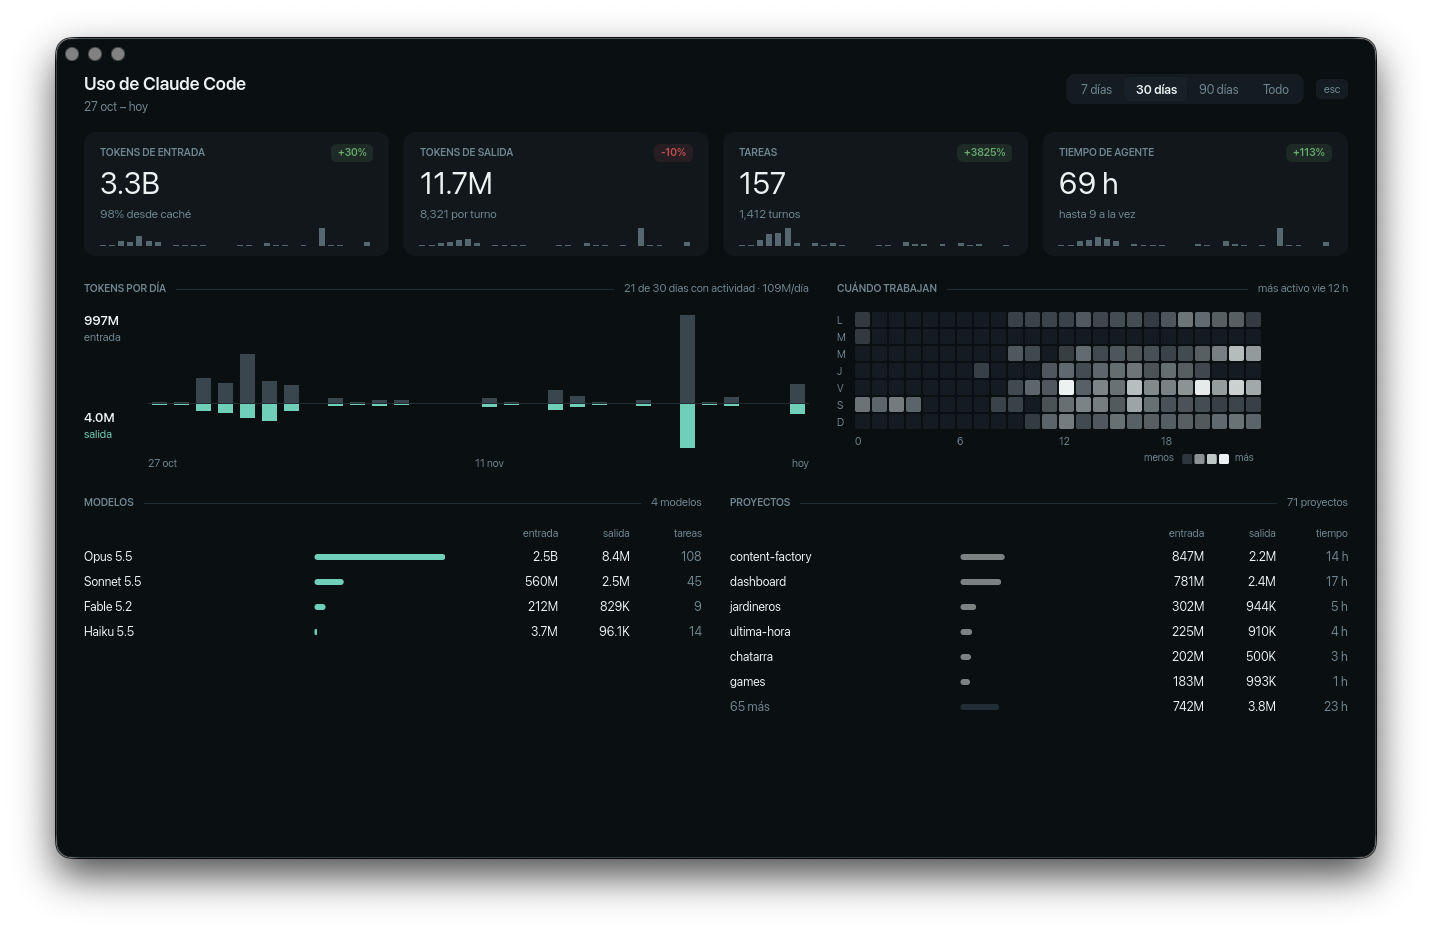 Uso de Claude Code
27 oct – hoy
7 días 30 días 90 días Todo esc
TOKENS DE ENTRADA +30%
3.3B
98% desde caché
TOKENS DE SALIDA -10%
11.7M
8,321 por turno
TAREAS +3825%
157
1,412 turnos
TIEMPO DE AGENTE +113%
69 h
hasta 9 a la vez
TOKENS POR DÍA 21 de 30 días con actividad · 109M/día
997M
entrada
4.0M
salida
27 oct 11 nov hoy
CUÁNDO TRABAJAN más activo vie 12 h
L
M
M
J
V
S
D
0 6 12 18
menos más
MODELOS 4 modelos
entrada salida tareas
Opus 5.5 2.5B 8.4M 108
Sonnet 5.5 560M 2.5M 45
Fable 5.2 212M 829K 9
Haiku 5.5 3.7M 96.1K 14
PROYECTOS 71 proyectos
entrada salida tiempo
content-factory 847M 2.2M 14 h
dashboard 781M 2.4M 17 h
jardineros 302M 944K 5 h
ultima-hora 225M 910K 4 h
chatarra 202M 500K 3 h
games 183M 993K 1 h
65 más 742M 3.8M 23 h